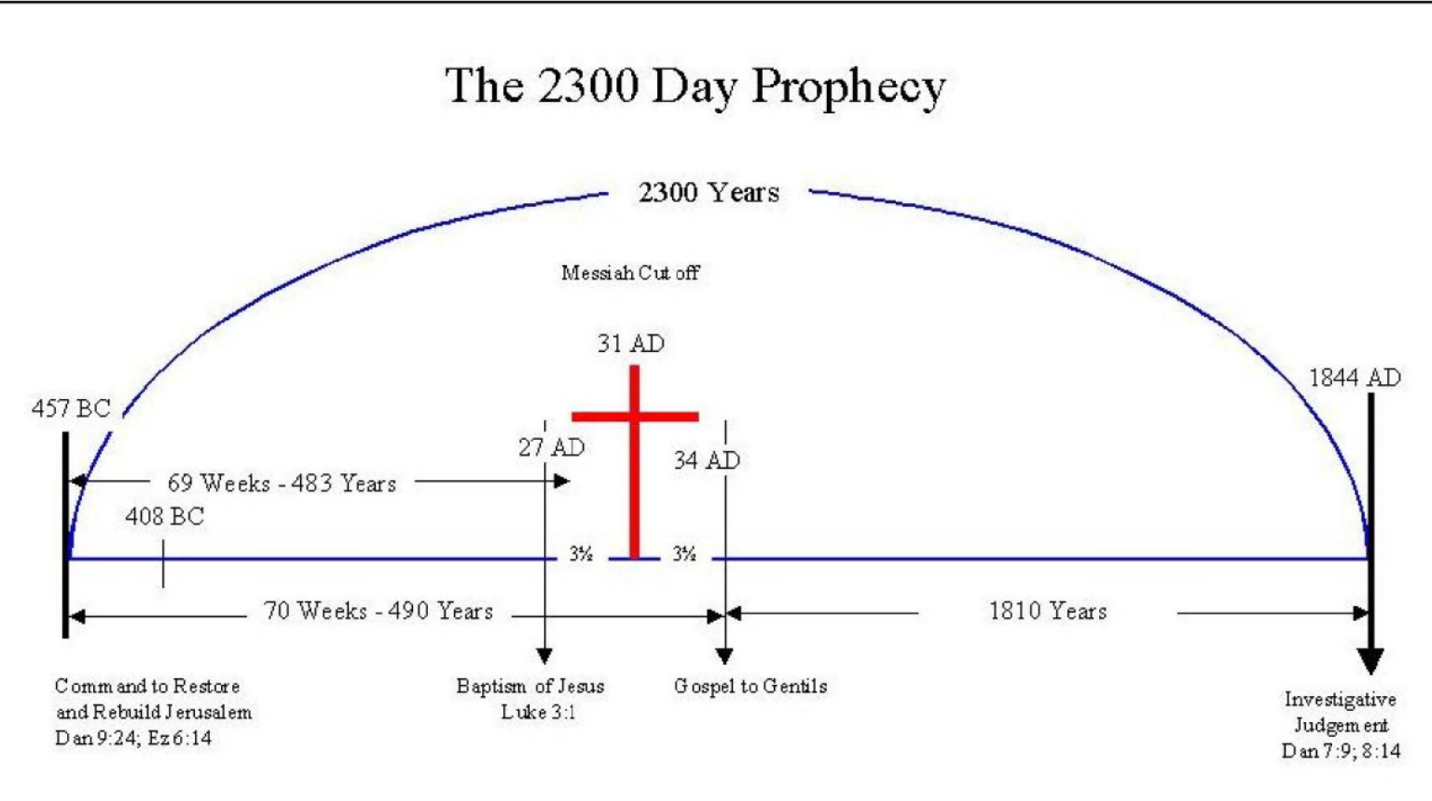 The 2300 Day Prophecy
2300 Years
Messiah Cut off
31 AD
1844 AD
457 BC
27 AD
34 AD
69 Weeks - 483 Years
408 BC
3½
3½
70 Weeks - 490 Years
1810 Years
Command to Restore
and Rebuild Jerusalem
Dan 9:24; Ez 6:14
Baptism of Jesus
Luke 3:1
Gospel to Gentils
Investigative
Judgement
Dan 7:9; 8:14